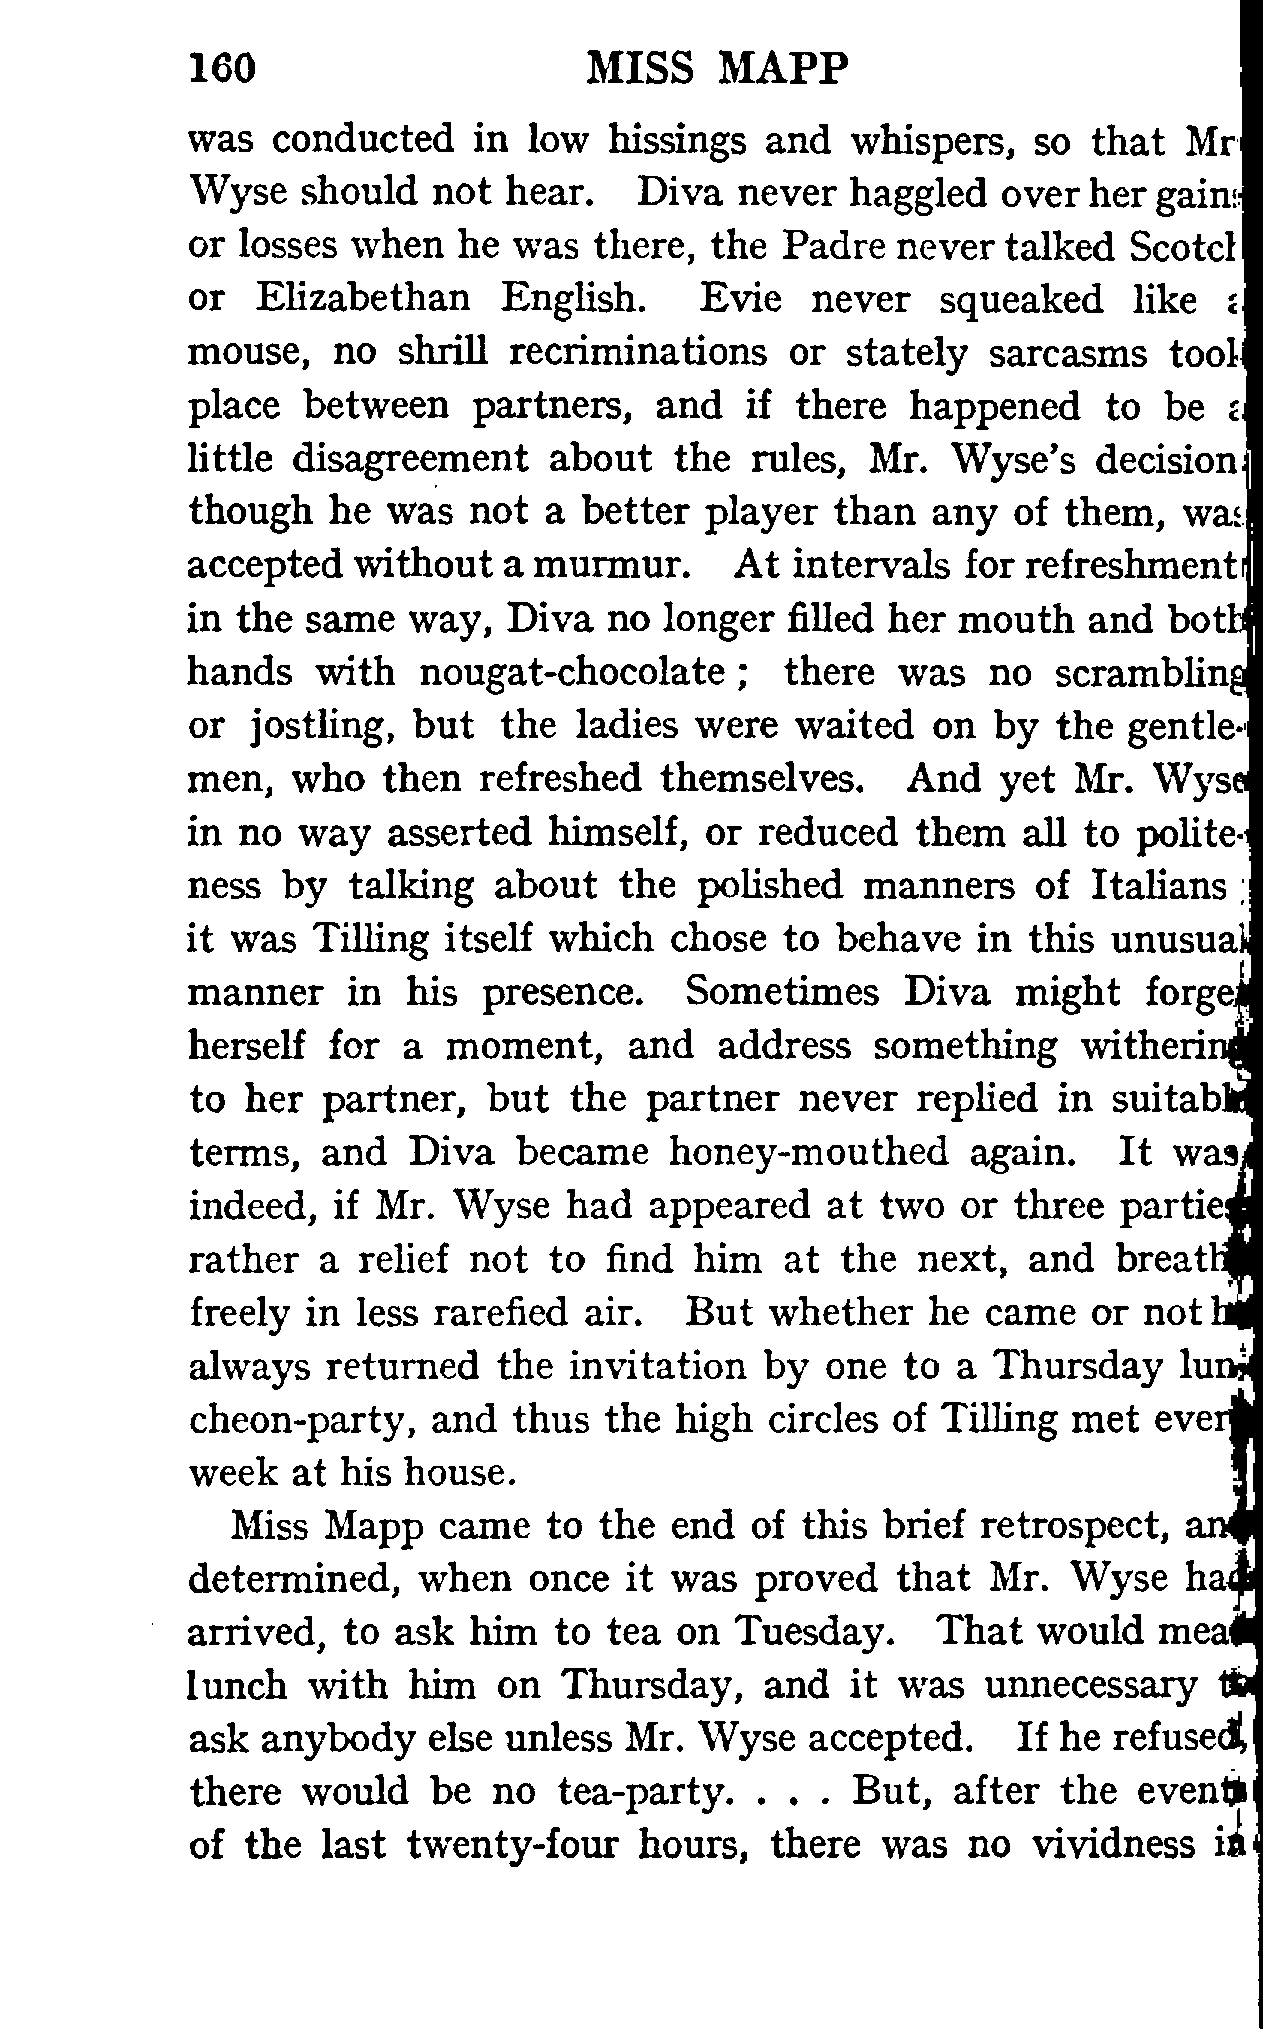 160 MISS MAPP
was conducted in low hissings and whispers, so that Mr
Wyse should not hear. Diva never haggled over her gains
or losses when he was there, the Padre never talked Scotch
or Elizabethan English. Evie never squeaked like a
mouse, no shrill recriminations or stately sarcasms took
place between partners, and if there happened to be a
little disagreement about the rules, Mr. Wyse's decision
though he was not a better player than any of them, was
accepted without a murmur. At intervals for refreshment
in the same way, Diva no longer filled her mouth and both
hands with nougat-chocolate ; there was no scrambling
or jostling, but the ladies were waited on by the gentle-
men, who then refreshed themselves. And yet Mr. Wyse
in no way asserted himself, or reduced them all to polite-
ness by talking about the polished manners of Italians ;
it was Tilling itself which chose to behave in this unusual
manner in his presence. Sometimes Diva might forget
herself for a moment, and address something withering
to her partner, but the partner never replied in suitable
terms, and Diva became honey-mouthed again. It was,
indeed, if Mr. Wyse had appeared at two or three parties
rather a relief not to find him at the next, and breathe
freely in less rarefied air. But whether he came or not he
always returned the invitation by one to a Thursday lun-
cheon-party, and thus the high circles of Tilling met every
week at his house.
Miss Mapp came to the end of this brief retrospect, and
determined, when once it was proved that Mr. Wyse had
arrived, to ask him to tea on Tuesday. That would mean
lunch with him on Thursday, and it was unnecessary to
ask anybody else unless Mr. Wyse accepted. If he refused,
there would be no tea-party. . . . But, after the events
of the last twenty-four hours, there was no vividness in